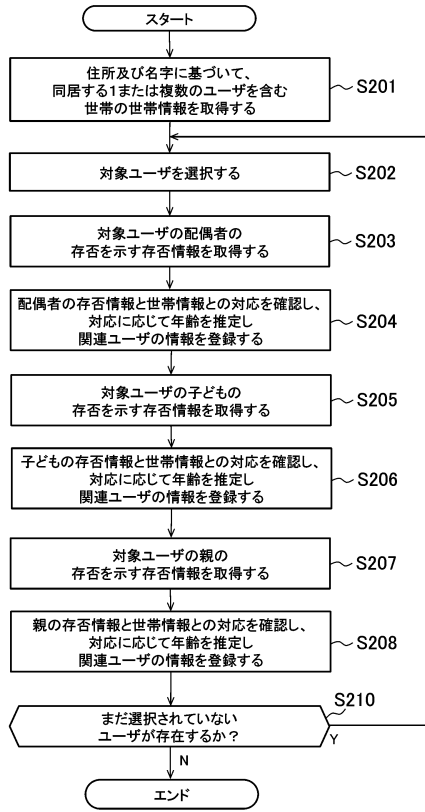 スタート
住所及び名字に基づいて、
同居する1または複数のユーザを含む
世帯の世帯情報を取得する
S201
対象ユーザを選択する
S202
対象ユーザの配偶者の
存否を示す存否情報を取得する
S203
配偶者の存否情報と世帯情報との対応を確認し、
対応に応じて年齢を推定し
関連ユーザの情報を登録する
S204
対象ユーザの子どもの
存否を示す存否情報を取得する
S205
子どもの存否情報と世帯情報との対応を確認し、
対応に応じて年齢を推定し
関連ユーザの情報を登録する
S206
対象ユーザの親の
存否を示す存否情報を取得する
S207
親の存否情報と世帯情報との対応を確認し、
対応に応じて年齢を推定し
関連ユーザの情報を登録する
S208
S210
まだ選択されていない
ユーザが存在するか？
Y
N
エンド